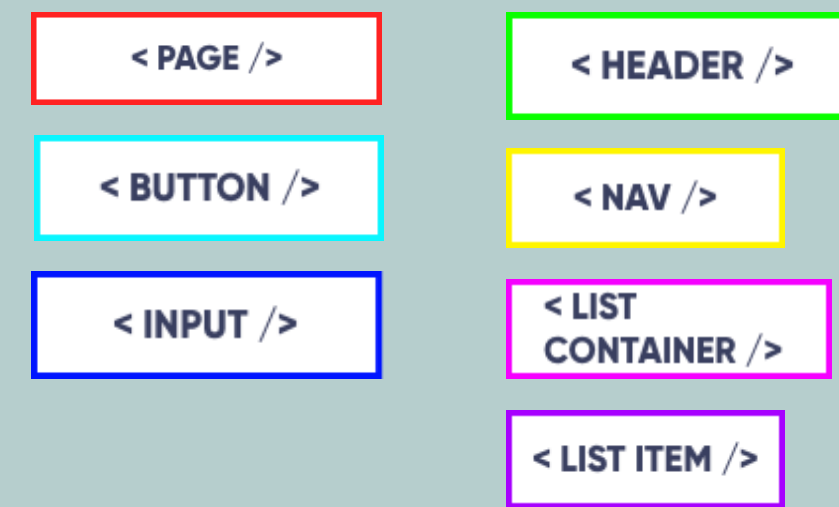 < PAGE />
< HEADER />
< BUTTON />
< NAV />
< INPUT />
< LIST
CONTAINER />
< LIST ITEM />